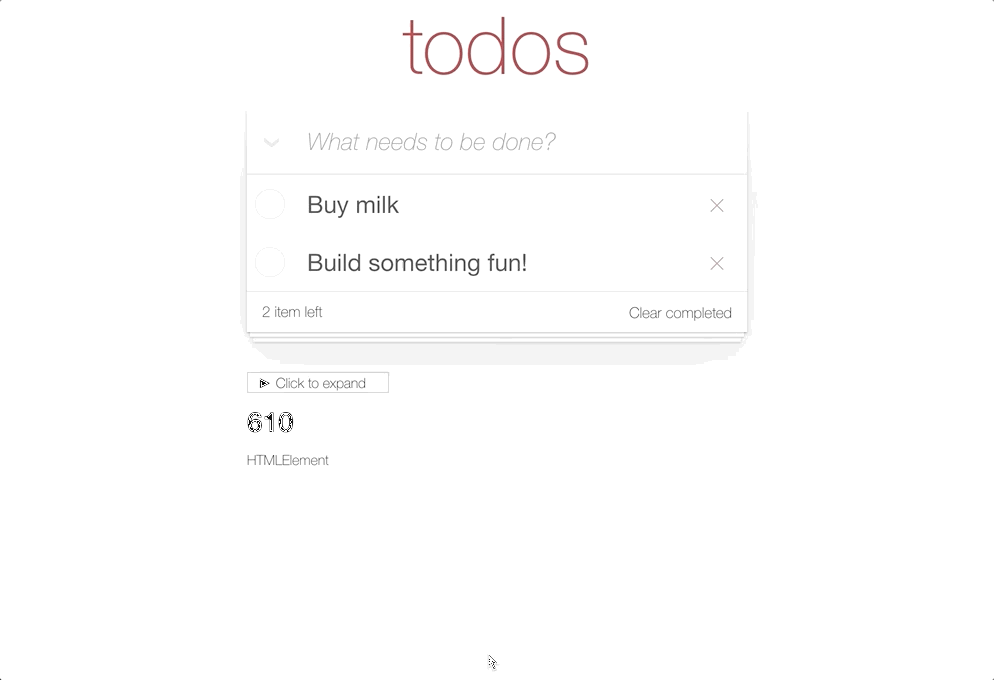 todos
What needs to be done?
Buy milk
Build something fun!
2 item left
Clear completed
Click to expand
610
HTMLElement